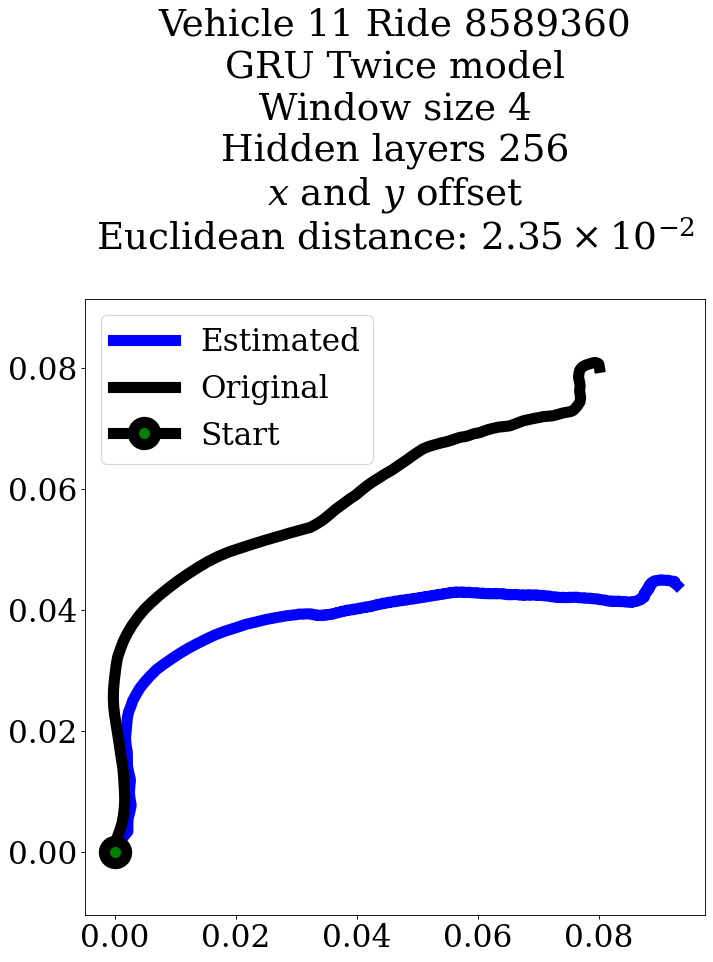 Vehicle 11 Ride 8589360
GRU Twice model
Window size 4
Hidden layers 256
x and y offset
Euclidean distance: 2.35 × 10⁻²
Estimated
Original
Start
0.08
0.06
0.04
0.02
0.00
0.00 0.02 0.04 0.06 0.08